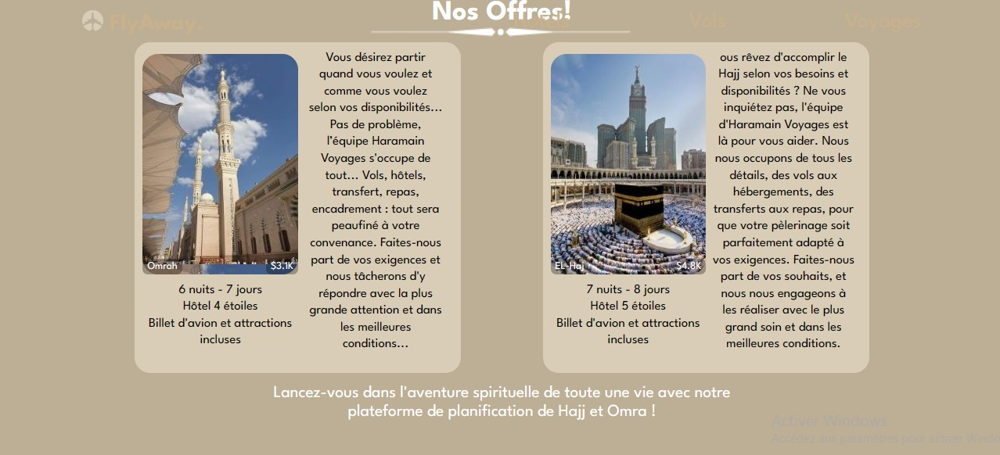 Nos Offres!
FlyAway.
Hôtels
Vols
Voyages
Vous désirez partir
quand vous voulez et
comme vous voulez
selon vos disponibilités...
Pas de problème,
l'équipe Haramain
Voyages s'occupe de
tout... Vols, hôtels,
transfert, repas,
encadrement : tout sera
peaufiné à votre
convenance. Faites-nous
part de vos exigences et
nous tâcherons d'y
répondre avec la plus
grande attention et dans
les meilleures
conditions...
Omrah
$3.1K
6 nuits - 7 jours
Hôtel 4 étoiles
Billet d'avion et attractions
incluses
ous rêvez d'accomplir le
Hajj selon vos besoins et
disponibilités ? Ne vous
inquiétez pas, l'équipe
d'Haramain Voyages est
là pour vous aider. Nous
nous occupons de tous les
détails, des vols aux
hébergements, des
transferts aux repas, pour
que votre pèlerinage soit
parfaitement adapté à
vos exigences. Faites-nous
part de vos souhaits, et
nous nous engageons à
les réaliser avec le plus
grand soin et dans les
meilleures conditions.
EL-Haj
$4.8K
7 nuits - 8 jours
Hôtel 5 étoiles
Billet d'avion et attractions
incluses
Lancez-vous dans l'aventure spirituelle de toute une vie avec notre
plateforme de planification de Hajj et Omra !
Activer Windows
Accédez aux paramètres pour activer Windo